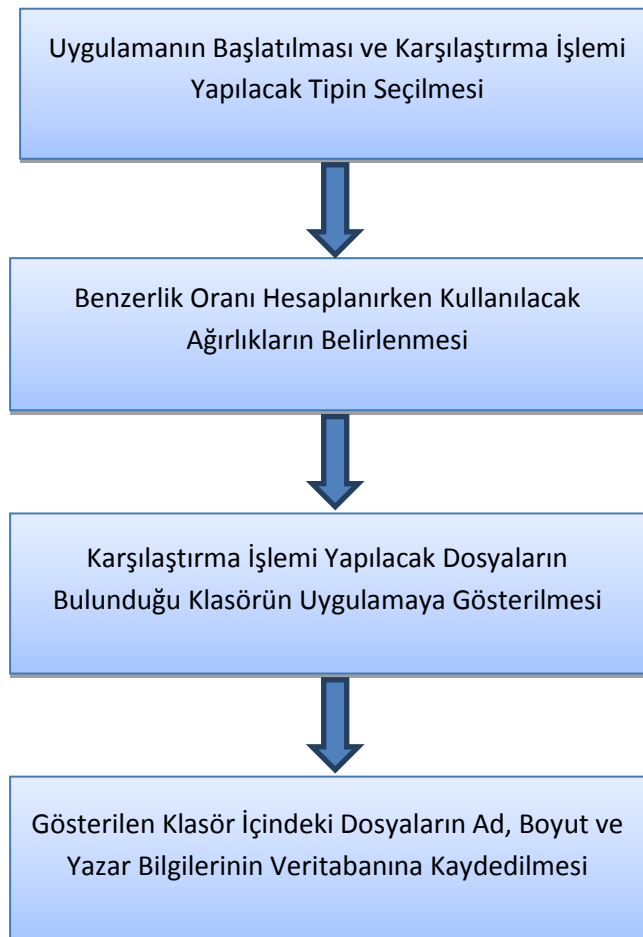 Uygulamanın Başlatılması ve Karşılaştırma İşlemi
Yapılacak Tipin Seçilmesi
Benzerlik Oranı Hesaplanırken Kullanılacak
Ağırlıkların Belirlenmesi
Karşılaştırma İşlemi Yapılacak Dosyaların
Bulunduğu Klasörün Uygulamaya Gösterilmesi
Gösterilen Klasör İçindeki Dosyaların Ad, Boyut ve
Yazar Bilgilerinin Veritabanına Kaydedilmesi